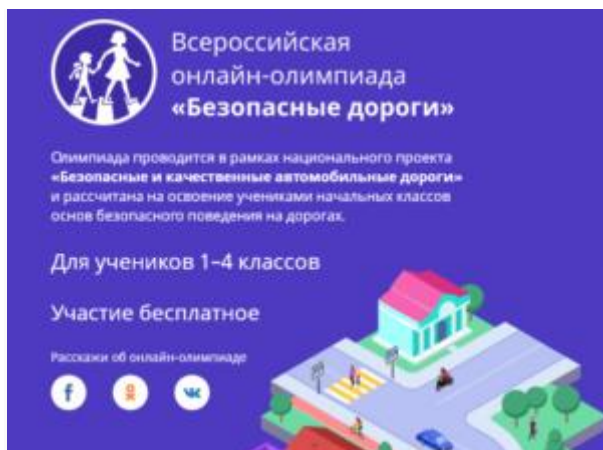 Всероссийская
онлайн-олимпиада
«Безопасные дороги»
Олимпиада проводится в рамках национального проекта
«Безопасные и качественные автомобильные дороги»
и рассчитана на освоение учениками начальных классов
основ безопасного поведения на дорогах.
Для учеников 1–4 классов
Участие бесплатное
Расскажи об онлайн-олимпиаде